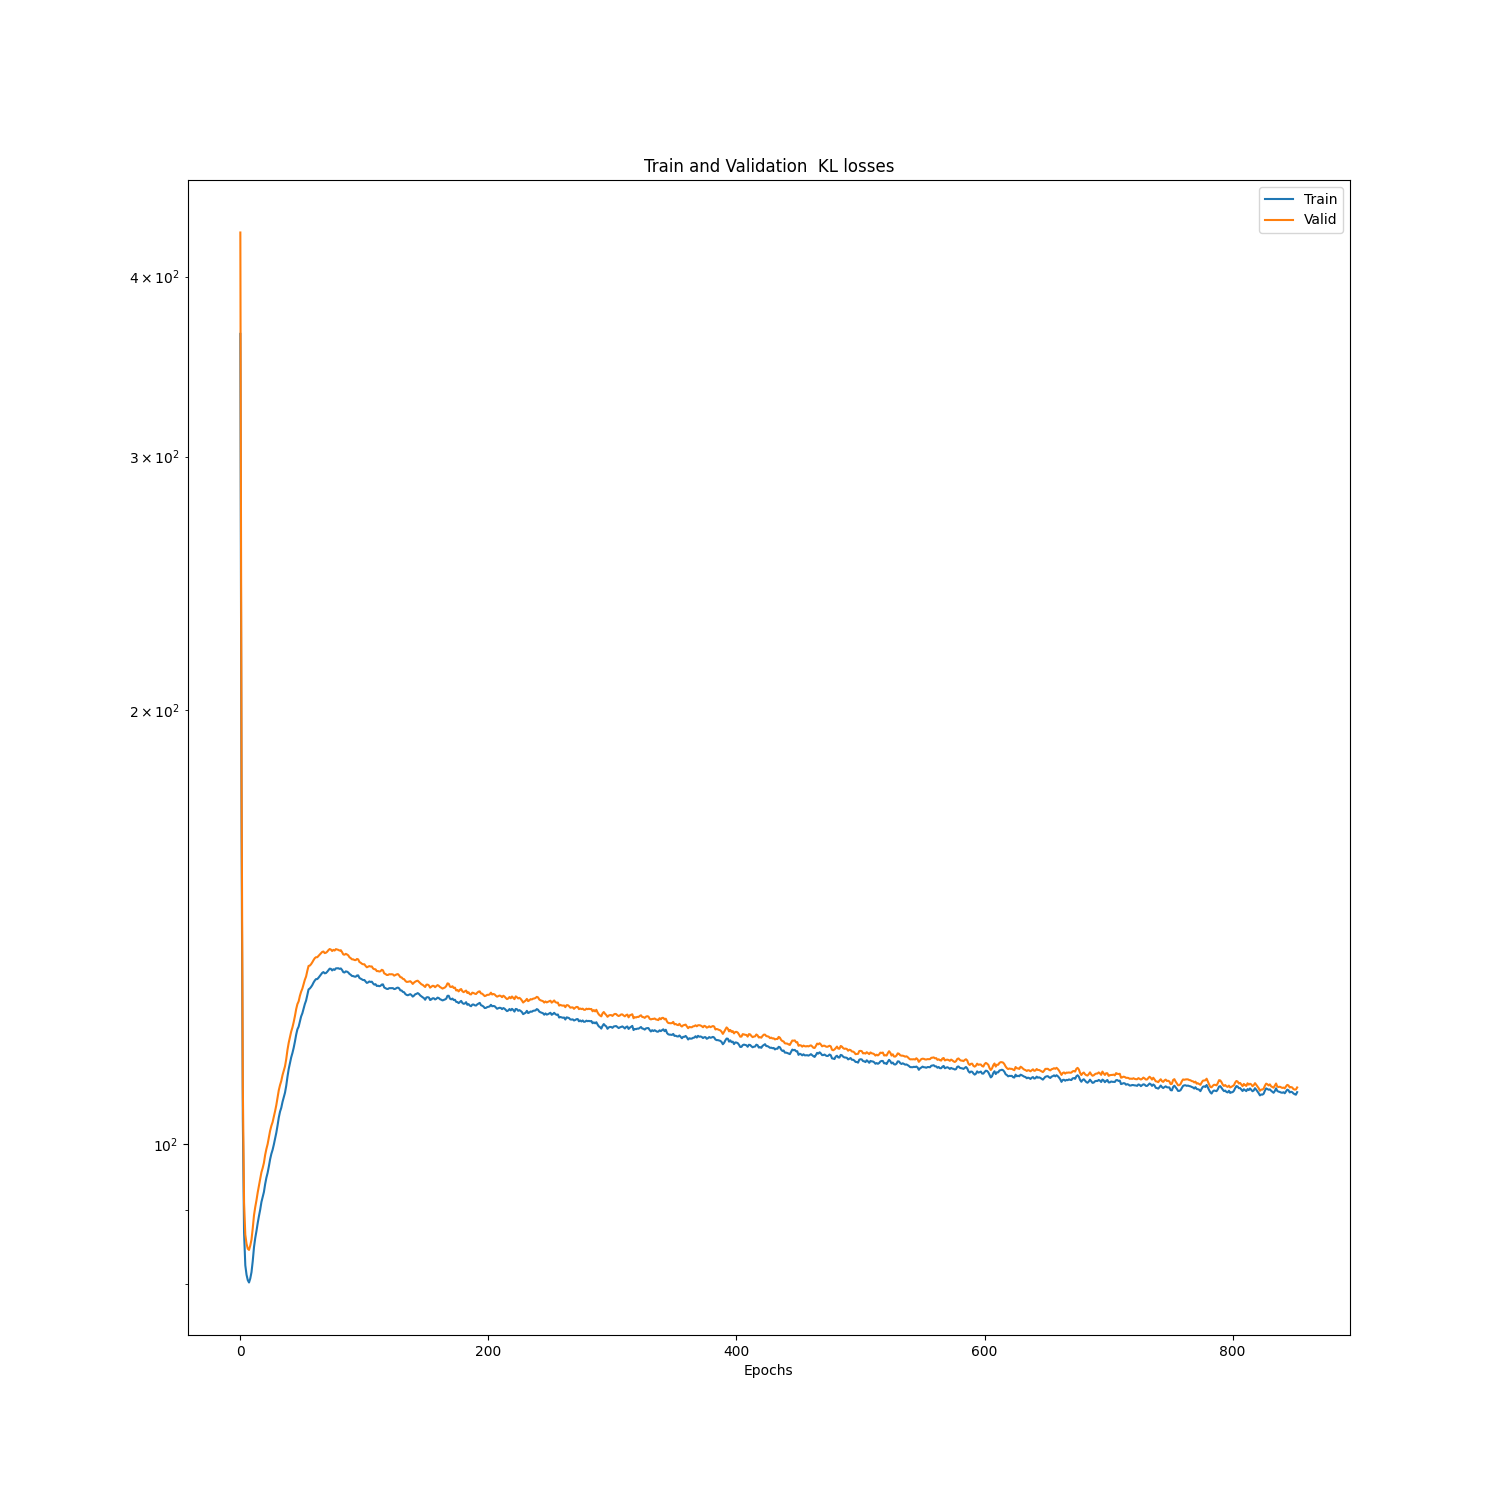 Train and Validation  KL losses
Train
Valid
4 × 10²
3 × 10²
2 × 10²
10²
0 200 400 600 800
Epochs